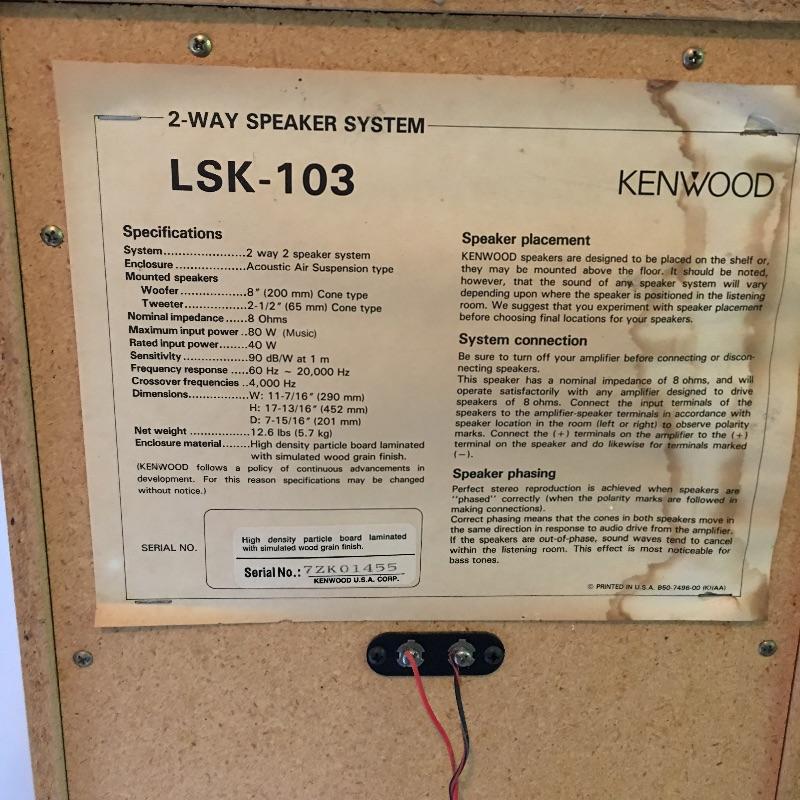 2-WAY SPEAKER SYSTEM
LSK-103
KENWOOD
Specifications
System......................2 way 2 speaker system
Enclosure ...................Acoustic Air Suspension type
Mounted speakers
Woofer..................8" (200 mm) Cone type
Tweeter.................2-1/2" (65 mm) Cone type
Nominal impedance.....8 Ohms
Maximum input power..80 W (Music)
Rated input power........40 W
Sensitivity ..................90 dB/W at 1 m
Frequency response .....60 Hz ~ 20,000 Hz
Crossover frequencies ..4,000 Hz
Dimensions................W: 11-7/16" (290 mm)
H: 17-13/16" (452 mm)
D: 7-15/16" (201 mm)
Net weight ................12.6 lbs (5.7 kg)
Enclosure material........High density particle board laminated
with simulated wood grain finish.
(KENWOOD follows a policy of continuous advancements in
development. For this reason specifications may be changed
without notice.)
SERIAL NO.
High density particle board laminated
with simulated wood grain finish.
Serial No.: 7ZK01455
KENWOOD U.S.A. CORP.
Speaker placement
KENWOOD speakers are designed to be placed on the shelf or,
they may be mounted above the floor. It should be noted,
however, that the sound of any speaker system will vary
depending upon where the speaker is positioned in the listening
room. We suggest that you experiment with speaker placement
before choosing final locations for your speakers.
System connection
Be sure to turn off your amplifier before connecting or discon-
necting speakers.
This speaker has a nominal impedance of 8 ohms, and will
operate satisfactorily with any amplifier designed to drive
speakers of 8 ohms. Connect the input terminals of the
speakers to the amplifier-speaker terminals in accordance with
speaker location in the room (left or right) to observe polarity
marks. Connect the (+) terminals on the amplifier to the (+)
terminal on the speaker and do likewise for terminals marked
(−).
Speaker phasing
Perfect stereo reproduction is achieved when speakers are
"phased" correctly (when the polarity marks are followed in
making connections).
Correct phasing means that the cones in both speakers move in
the same direction in response to audio drive from the amplifier.
If the speakers are out-of-phase, sound waves tend to cancel
within the listening room. This effect is most noticeable for
bass tones.
© PRINTED IN U.S.A. B50-7496-00 (K)(AA)